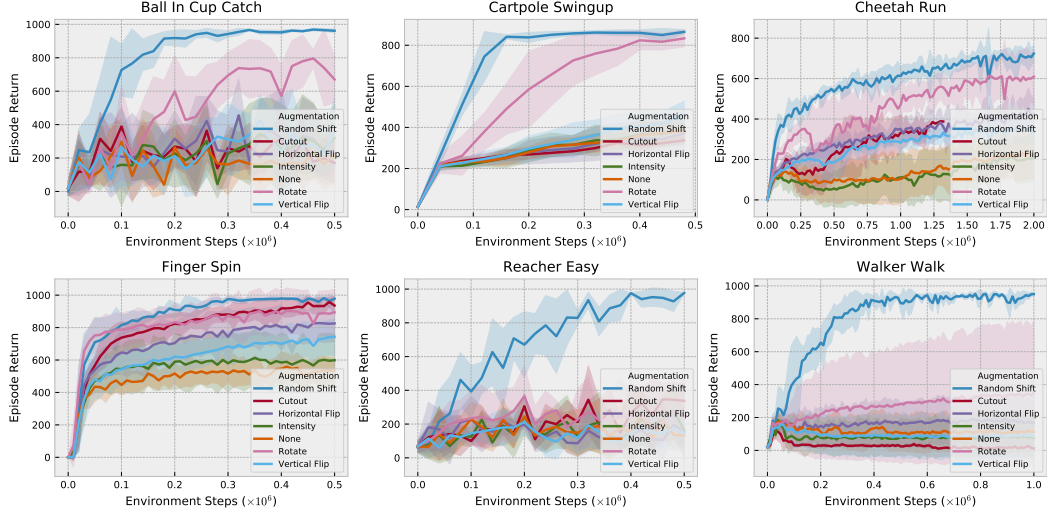 Ball In Cup Catch
Episode Return
1000
800
600
400
200
0
0.0 0.1 0.2 0.3 0.4 0.5
Environment Steps (×10⁶)
Augmentation
Random Shift
Cutout
Horizontal Flip
Intensity
None
Rotate
Vertical Flip
Cartpole Swingup
Episode Return
800
600
400
200
0
0.0 0.1 0.2 0.3 0.4 0.5
Environment Steps (×10⁶)
Augmentation
Random Shift
Cutout
Horizontal Flip
Intensity
None
Rotate
Vertical Flip
Cheetah Run
Episode Return
800
600
400
200
0
0.00 0.25 0.50 0.75 1.00 1.25 1.50 1.75 2.00
Environment Steps (×10⁶)
Augmentation
Random Shift
Cutout
Horizontal Flip
Intensity
None
Rotate
Vertical Flip
Finger Spin
Episode Return
1000
800
600
400
200
0
0.0 0.1 0.2 0.3 0.4 0.5
Environment Steps (×10⁶)
Augmentation
Random Shift
Cutout
Horizontal Flip
Intensity
None
Rotate
Vertical Flip
Reacher Easy
Episode Return
1000
800
600
400
200
0
0.0 0.1 0.2 0.3 0.4 0.5
Environment Steps (×10⁶)
Augmentation
Random Shift
Cutout
Horizontal Flip
Intensity
None
Rotate
Vertical Flip
Walker Walk
Episode Return
1000
800
600
400
200
0
0.0 0.2 0.4 0.6 0.8 1.0
Environment Steps (×10⁶)
Augmentation
Random Shift
Cutout
Horizontal Flip
Intensity
None
Rotate
Vertical Flip